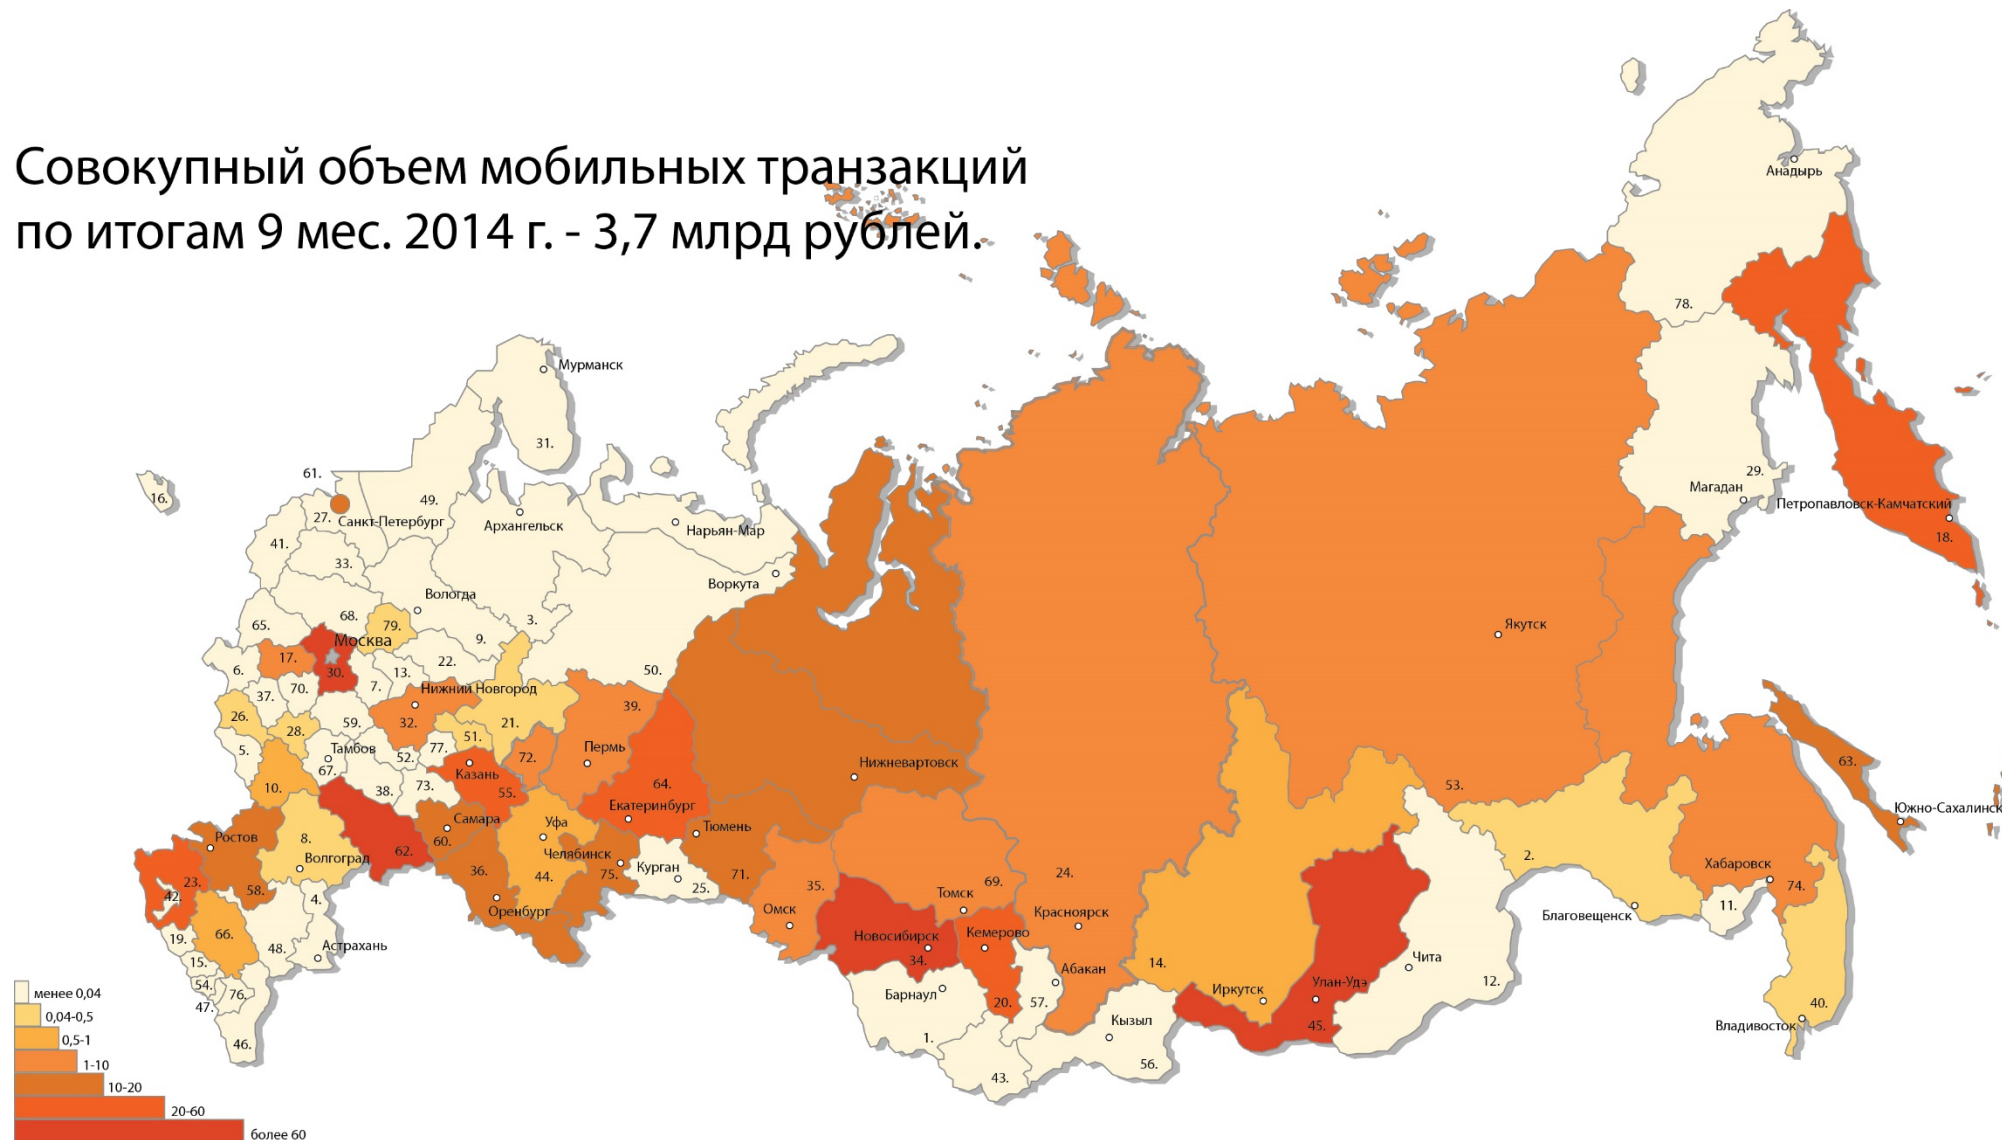 Совокупный объем мобильных транзакций
по итогам 9 мес. 2014 г. - 3,7 млрд рублей.
Анадырь
78.
Мурманск
31.
61.
16.
49.
27.
Санкт-Петербург
Архангельск
Нарьян-Мар
29.
Магадан
Петропавловск-Камчатский
18.
41.
33.
Воркута
Вологда
68.
65.
79.
3.
9.
Якутск
Москва
17.
30.
6.
22.
13.
7.
50.
37.
70.
Нижний Новгород
26.
59.
32.
21.
39.
28.
51.
5.
Тамбов
67.
52.
77.
Казань
72.
Пермь
Нижневартовск
63.
10.
38.
73.
55.
64.
Екатеринбург
53.
Южно-Сахалинск
Ростов
8.
Волгоград
62.
Самара
60.
Уфа
Челябинск
Тюмень
2.
Хабаровск
23.
42.
58.
4.
36.
44.
75.
Курган
25.
71.
35.
69.
24.
74.
11.
Оренбург
Омск
Томск
Красноярск
Благовещенск
19.
66.
48.
Астрахань
Новосибирск
34.
Кемерово
15.
54.
76.
47.
46.
Абакан
14.
Чита
12.
Барнаул
20.
57.
Иркутск
Улан-Удэ
45.
40.
Владивосток
1.
Кызыл
43.
56.
менее 0,04
0,04-0,5
0,5-1
1-10
10-20
20-60
более 60